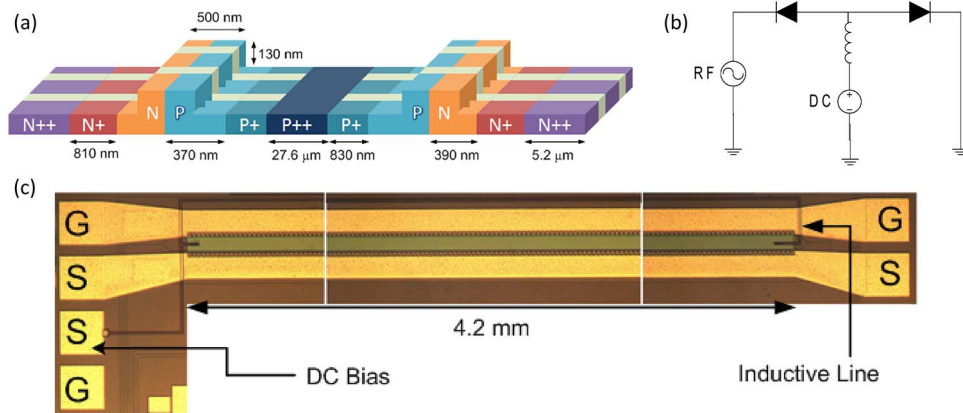 (a)
500 nm
130 nm
N++ N+ N P P+ P++ P+ P N N+ N++
810 nm 370 nm 27.6 μm 830 nm 390 nm 5.2 μm
(b)
RF
DC
(c)
G
S
S
G
G
S
4.2 mm
DC Bias
Inductive Line